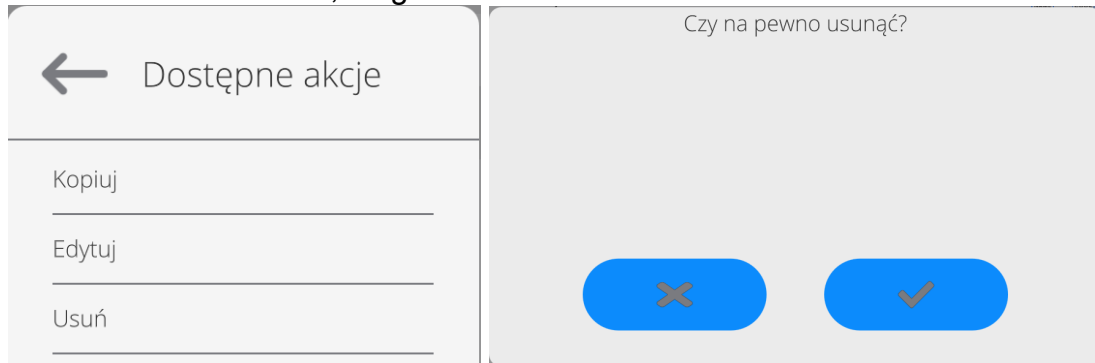 Dostępne akcje
Kopiuj
Edytuj
Usuń
Czy na pewno usunąć?